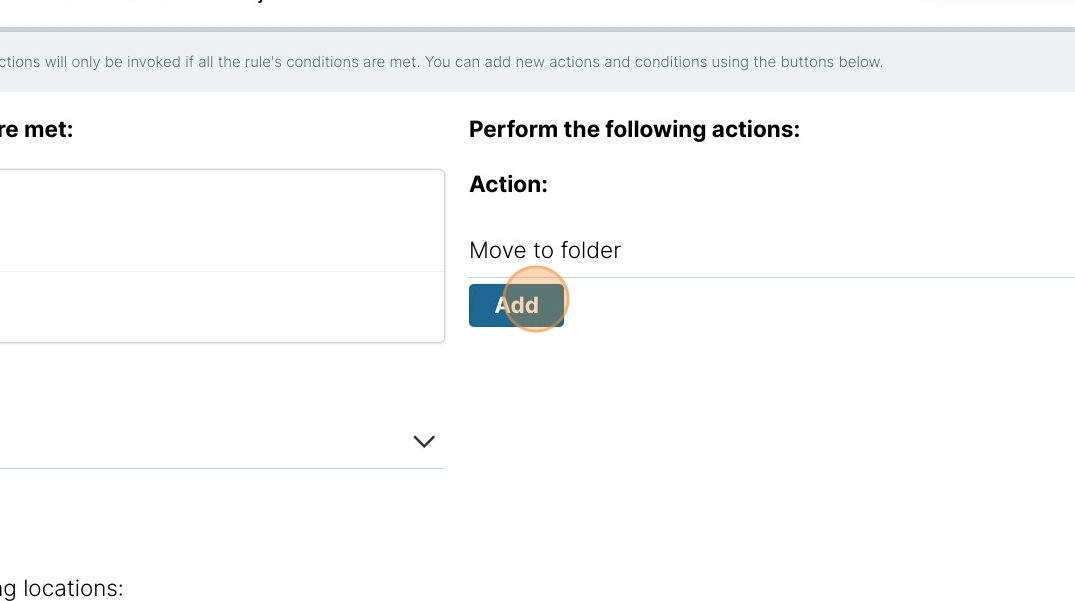 ctions will only be invoked if all the rule's conditions are met. You can add new actions and conditions using the buttons below.
re met:
Perform the following actions:
Action:
Move to folder
Add
ng locations: